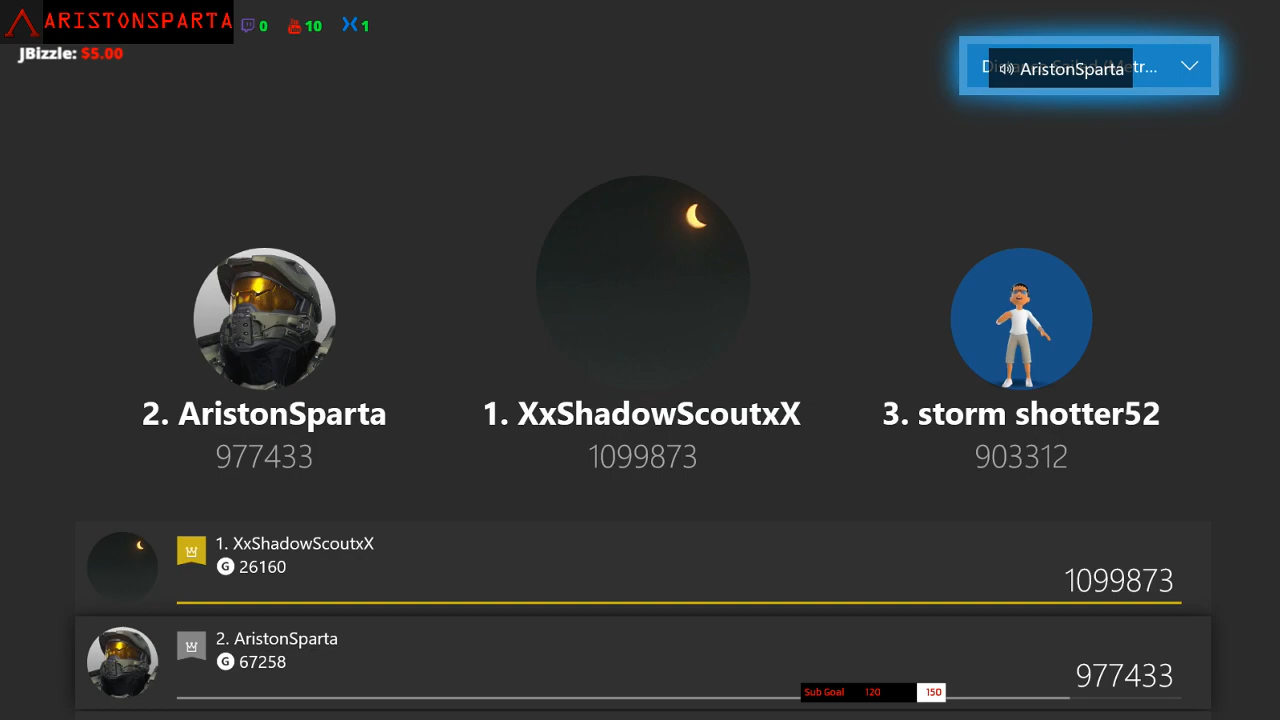 ARISTONSPARTA 0 10 1
JBizzle: $5.00
AristonSparta
2. AristonSparta
977433
1. XxShadowScoutxX
1099873
3. storm shotter52
903312
1. XxShadowScoutxX
G 26160
1099873
2. AristonSparta
G 67258
977433
Sub Goal 120 150